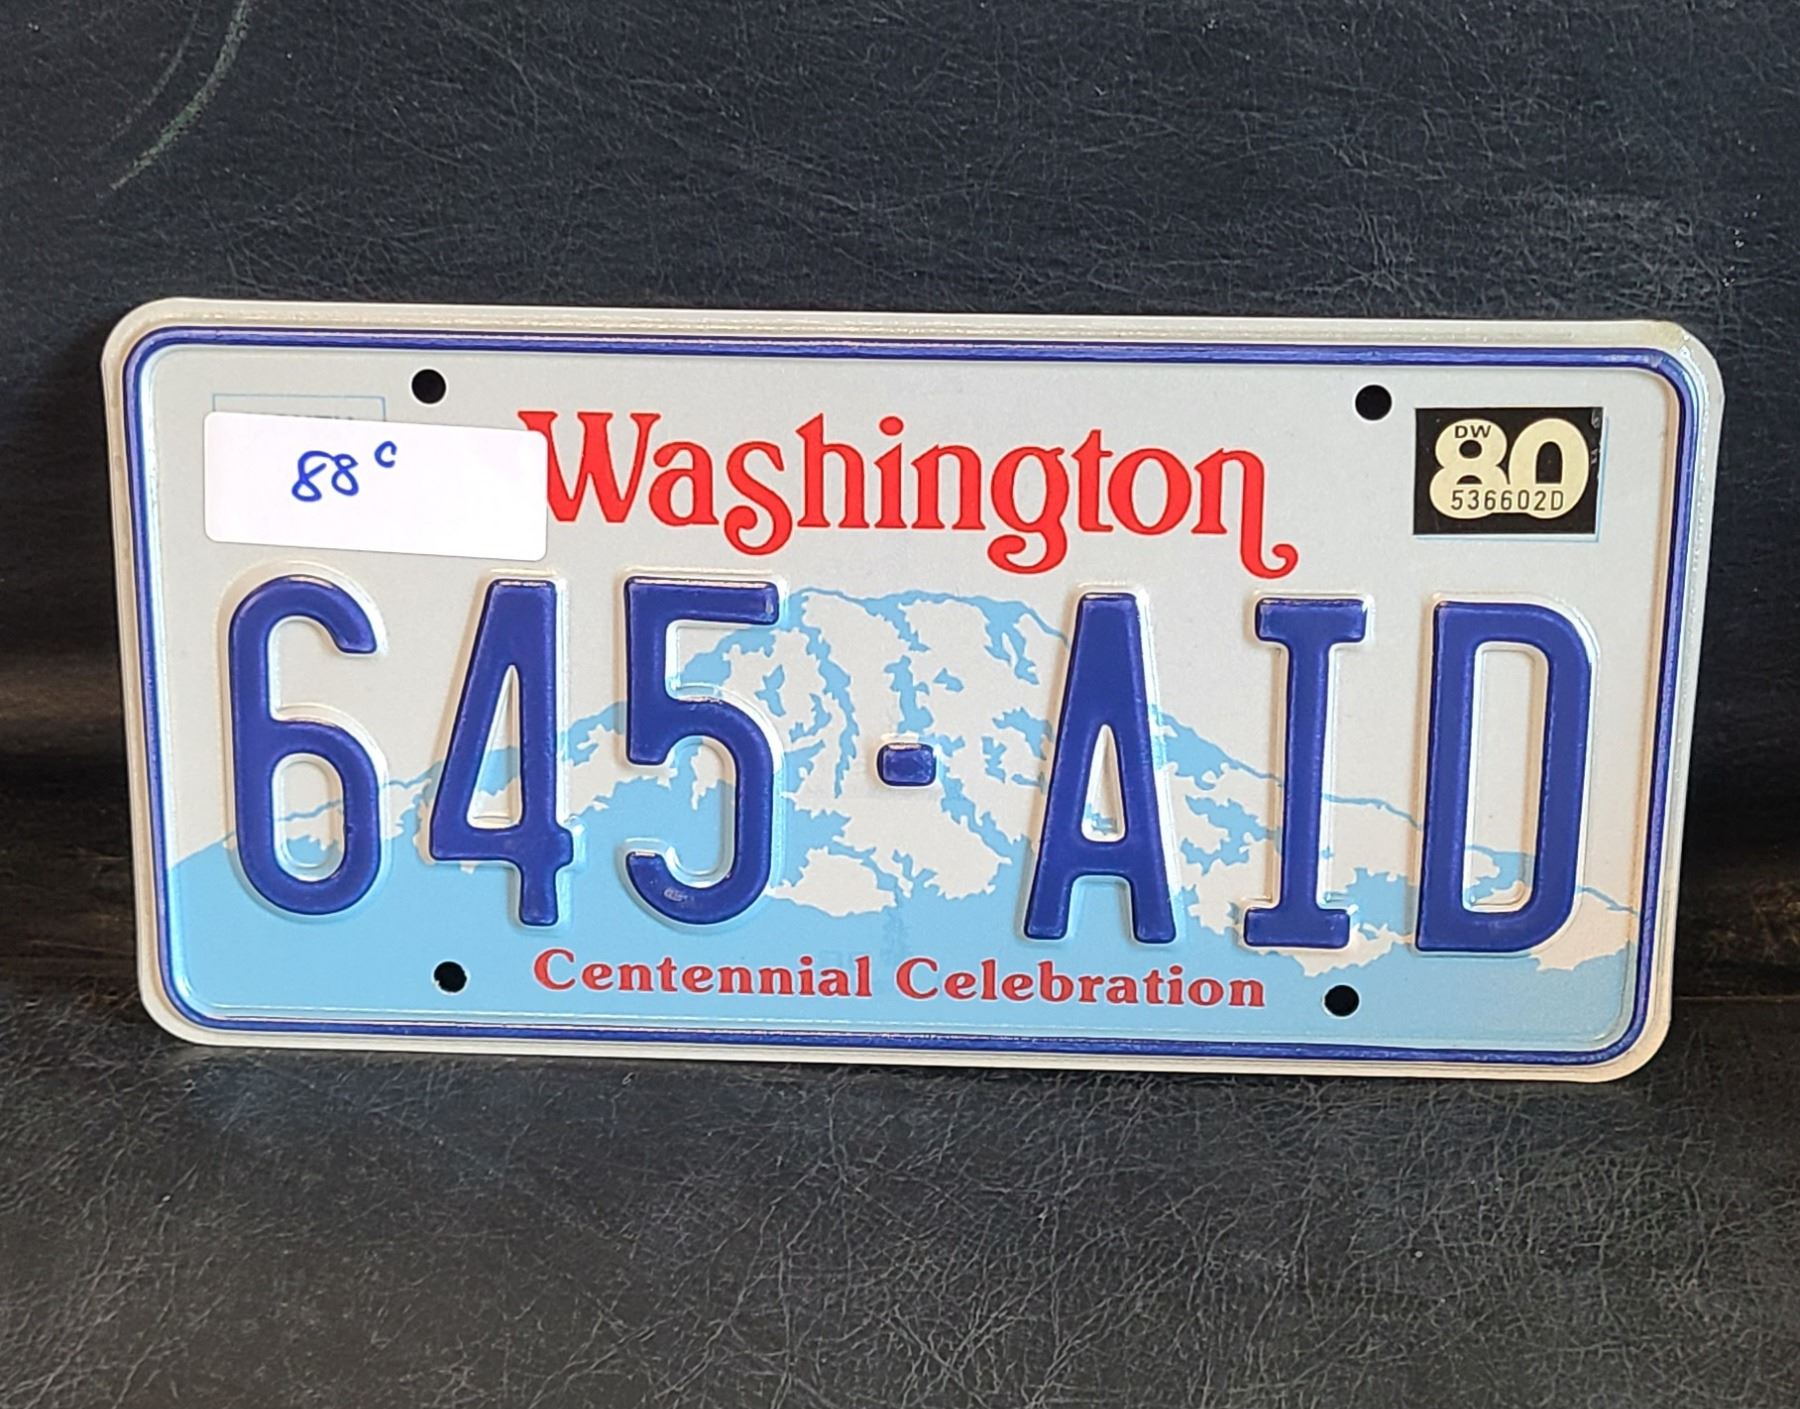 88c
Washington
DW
80
536602D
645-AID
Centennial Celebration